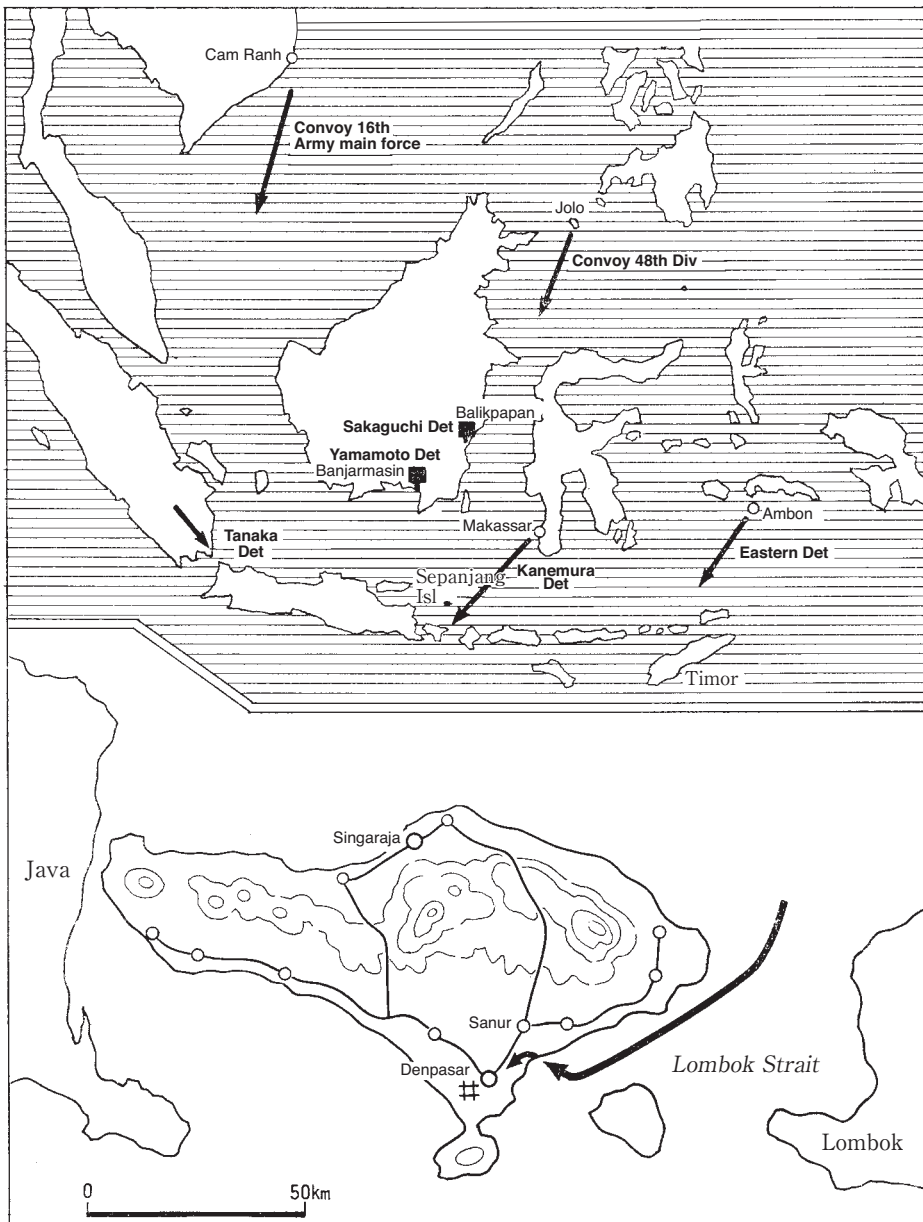 Cam Ranh
Convoy 16th
Army main force
Jolo
Convoy 48th Div
Balikpapan
Sakaguchi Det
Yamamoto Det
Banjarmasin
Makassar
Ambon
Tanaka
Det
Kanemura
Det
Eastern Det
Sepanjang
Isl
Timor
Singaraja
Java
Sanur
Denpasar
Lombok Strait
Lombok
0
50km